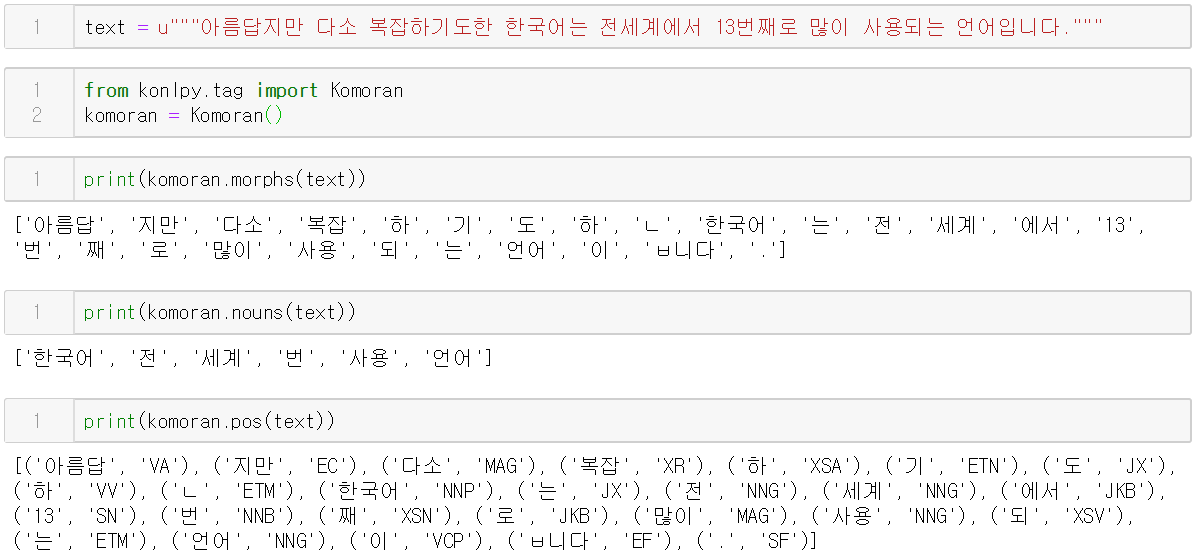 1 text = u"""아름답지만 다소 복잡하기도한 한국어는 전세계에서 13번째로 많이 사용되는 언어입니다."""
1 from konlpy.tag import Komoran
2 komoran = Komoran()
1 print(komoran.morphs(text))
['아름답', '지만', '다소', '복잡', '하', '기', '도', '하', 'ㄴ', '한국어', '는', '전', '세계', '에서', '13',
'번', '째', '로', '많이', '사용', '되', '는', '언어', '이', 'ㅂ니다', '.']
1 print(komoran.nouns(text))
['한국어', '전', '세계', '번', '사용', '언어']
1 print(komoran.pos(text))
[('아름답', 'VA'), ('지만', 'EC'), ('다소', 'MAG'), ('복잡', 'XR'), ('하', 'XSA'), ('기', 'ETN'), ('도', 'JX'),
('하', 'VV'), ('ㄴ', 'ETM'), ('한국어', 'NNP'), ('는', 'JX'), ('전', 'NNG'), ('세계', 'NNG'), ('에서', 'JKB'),
('13', 'SN'), ('번', 'NNB'), ('째', 'XSN'), ('로', 'JKB'), ('많이', 'MAG'), ('사용', 'NNG'), ('되', 'XSV'),
('는', 'ETM'), ('언어', 'NNG'), ('이', 'VCP'), ('ㅂ니다', 'EF'), ('.', 'SF')]